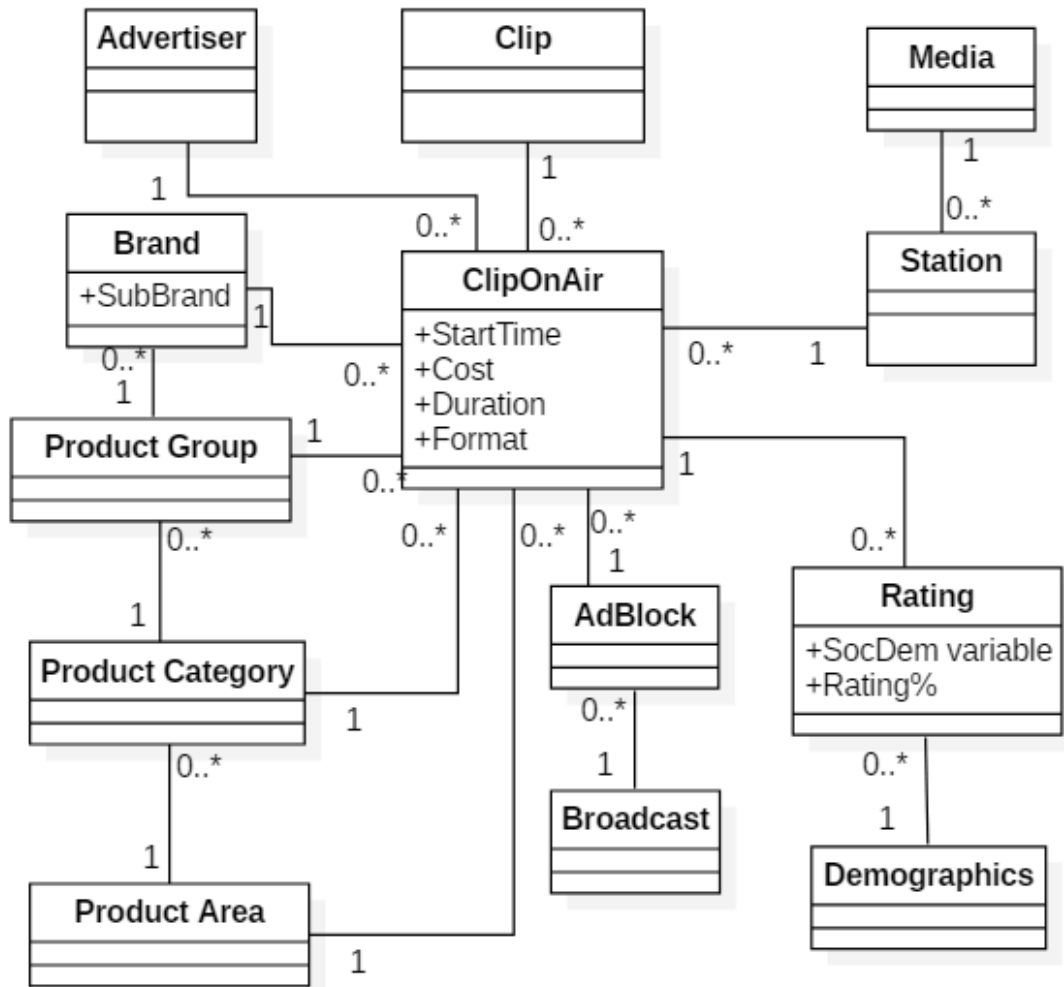 Advertiser
Clip
Media
1
1
1
0..*
0..*
0..*
Brand
+SubBrand
Station
ClipOnAir
+StartTime
+Cost
+Duration
+Format
1
0..*
0..*
1
0..*
1
Product Group
1
0..*
1
0..*
0..*
0..*
0..*
0..*
1
1
Product Category
1
AdBlock
Rating
+SocDem variable
+Rating%
0..*
0..*
1
0..*
1
Broadcast
1
Demographics
Product Area
1